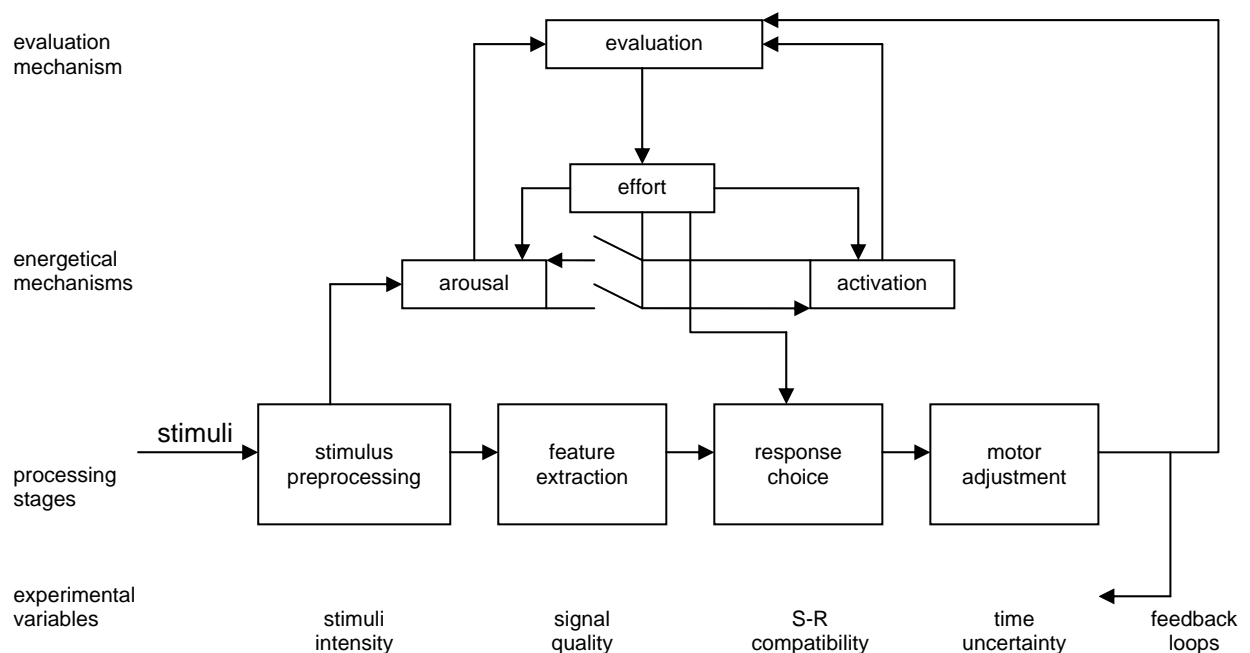 evaluation
mechanism
evaluation
effort
energetical
mechanisms
arousal
activation
stimuli
processing
stages
stimulus
preprocessing
feature
extraction
response
choice
motor
adjustment
experimental
variables
stimuli
intensity
signal
quality
S-R
compatibility
time
uncertainty
feedback
loops